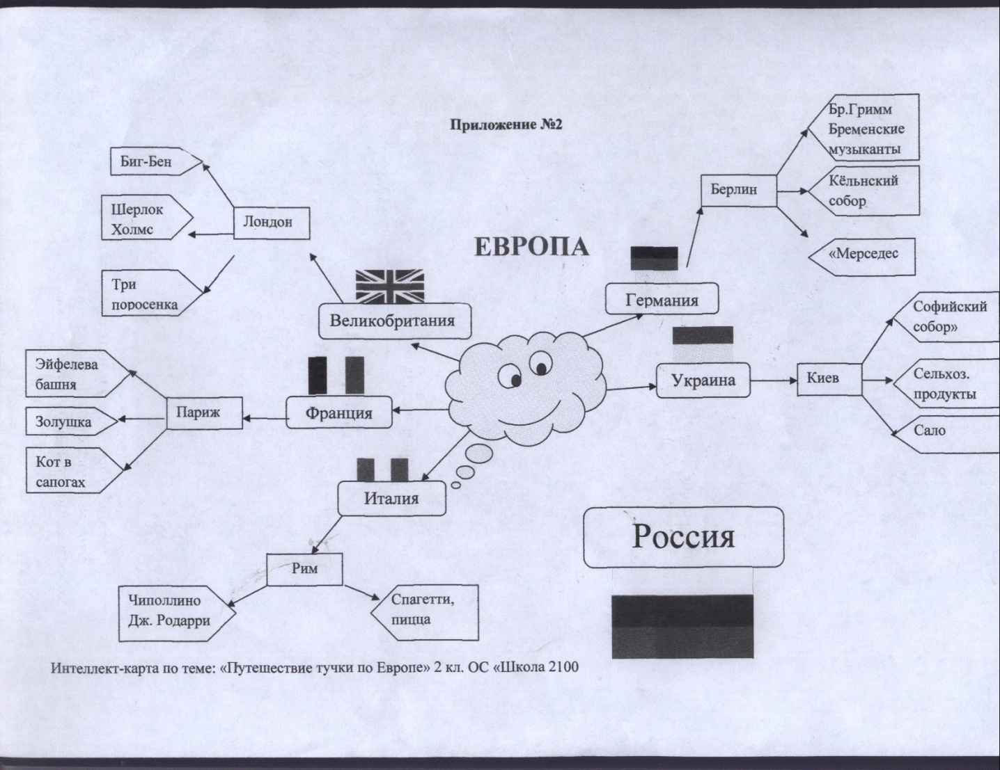 Приложение №2
ЕВРОПА
Биг-Бен
Шерлок
Холмс
Три
поросенка
Лондон
Великобритания
Бр.Гримм
Бременские
музыканты
Кёльнский
собор
«Мерседес
Берлин
Германия
Софийский
собор»
Сельхоз.
продукты
Сало
Киев
Украина
Эйфелева
башня
Золушка
Кот в
сапогах
Париж
Франция
Италия
Рим
Чиполлино
Дж. Родарри
Спагетти,
пицца
Россия
Интеллект-карта по теме: «Путешествие тучки по Европе» 2 кл. ОС «Школа 2100